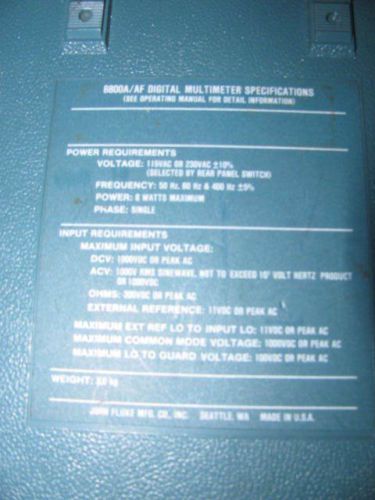 8800A/AF DIGITAL MULTIMETER SPECIFICATIONS
(SEE OPERATING MANUAL FOR DETAIL INFORMATION)
POWER REQUIREMENTS
VOLTAGE: 115VAC OR 230VAC ±10%
(SELECTED BY REAR PANEL SWITCH)
FREQUENCY: 50 Hz, 60 Hz & 400 Hz ±5%
POWER: 8 WATTS MAXIMUM
PHASE: SINGLE
INPUT REQUIREMENTS
MAXIMUM INPUT VOLTAGE:
DCV: 1000VDC OR PEAK AC
ACV: 1000V RMS SINEWAVE, NOT TO EXCEED 10⁷ VOLT HERTZ PRODUCT
OR 1000VDC
OHMS: 300VDC OR PEAK AC
EXTERNAL REFERENCE: 11VDC OR PEAK AC
MAXIMUM EXT REF LO TO INPUT LO: 11VDC OR PEAK AC
MAXIMUM COMMON MODE VOLTAGE: 1000VDC OR PEAK AC
MAXIMUM LO TO GUARD VOLTAGE: 100VDC OR PEAK AC
WEIGHT: kg
JOHN FLUKE MFG. CO., INC. SEATTLE, WA MADE IN U.S.A.